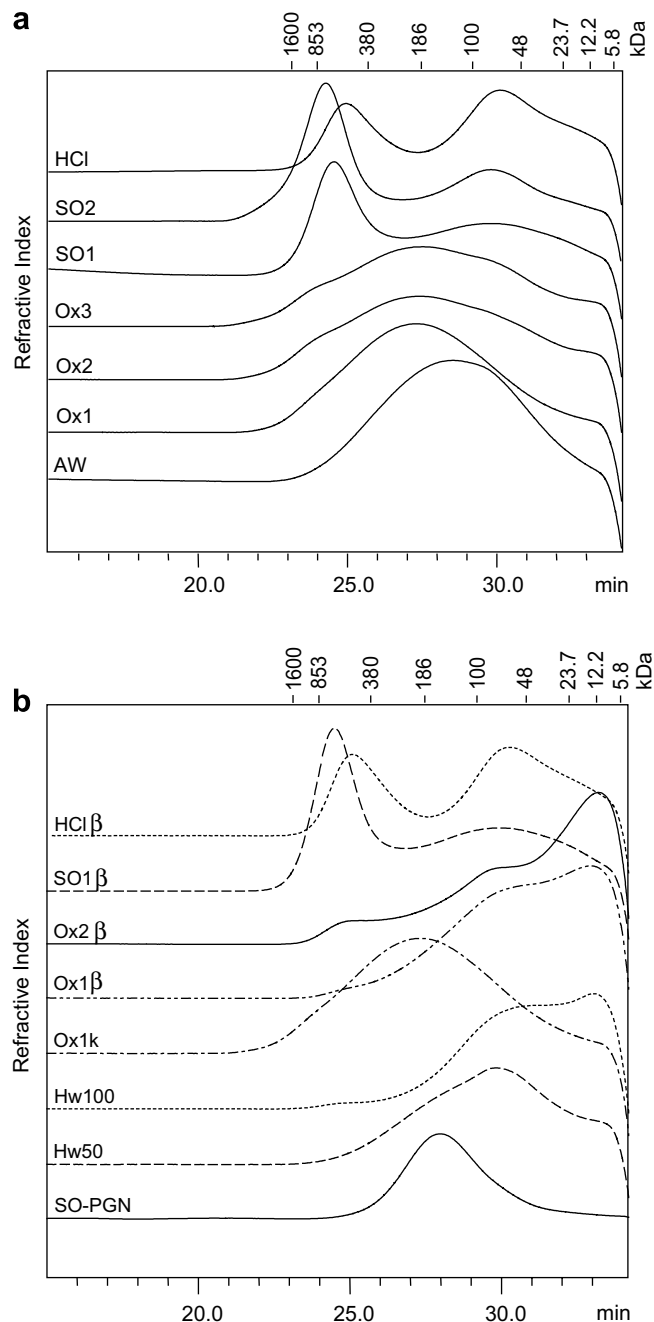 a
1600 853 380 186 100 48 23.7 12.2 5.8 kDa
HCl
SO2
SO1
Ox3
Ox2
Ox1
AW
Refractive Index
20.0 25.0 30.0 min
b
1600 853 380 186 100 48 23.7 12.2 5.8 kDa
HCl β
SO1 β
Ox2 β
Ox1 β
Ox1k
Hw100
Hw50
SO-PGN
Refractive Index
20.0 25.0 30.0 min